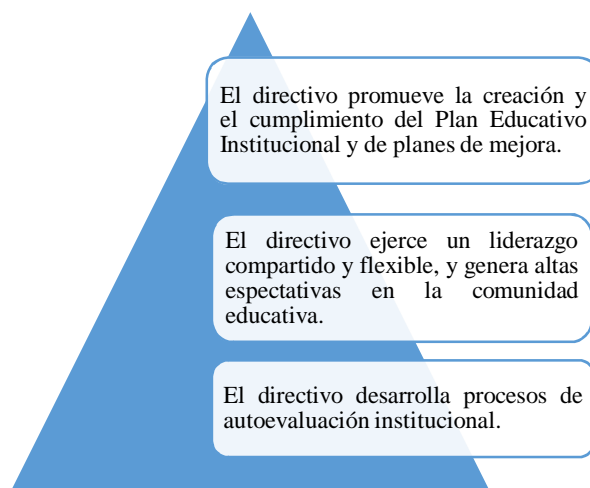 El directivo promueve la creación y
el cumplimiento del Plan Educativo
Institucional y de planes de mejora.
El directivo ejerce un liderazgo
compartido y flexible, y genera altas
espectativas en la comunidad
educativa.
El directivo desarrolla procesos de
autoevaluación institucional.